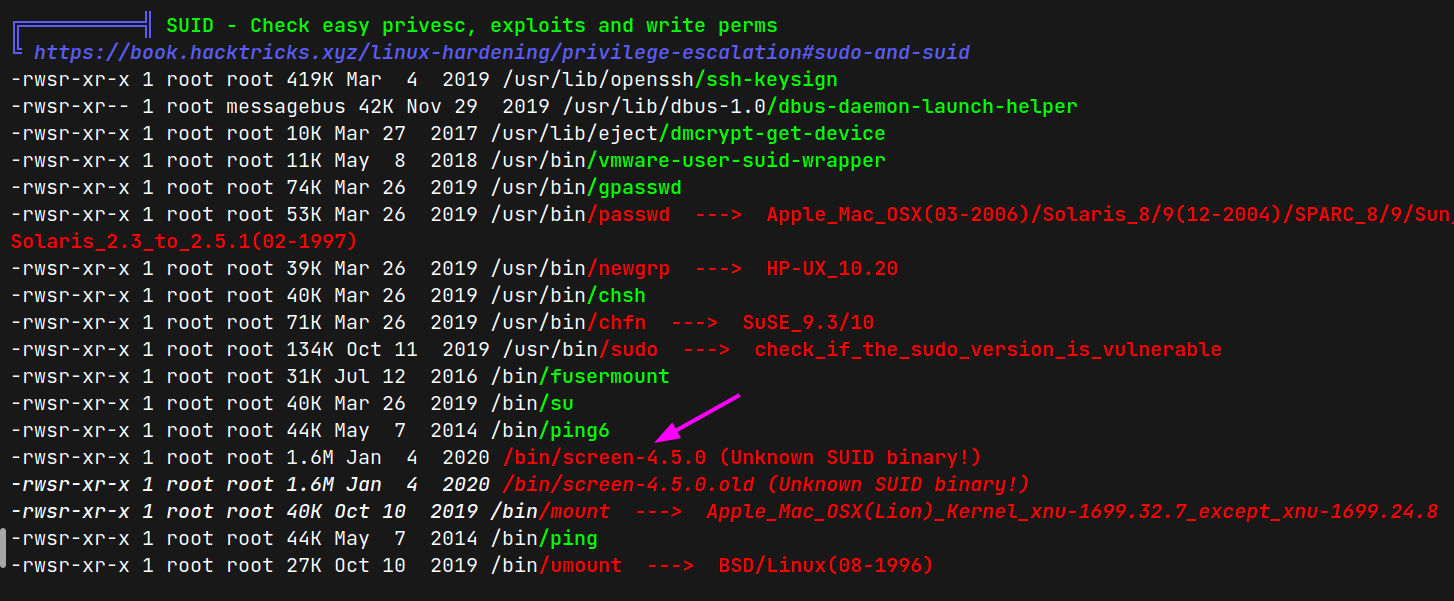 SUID - Check easy privesc, exploits and write perms
https://book.hacktricks.xyz/linux-hardening/privilege-escalation#sudo-and-suid
-rwsr-xr-x 1 root root 419K Mar  4  2019 /usr/lib/openssh/ssh-keysign
-rwsr-xr-- 1 root messagebus 42K Nov 29  2019 /usr/lib/dbus-1.0/dbus-daemon-launch-helper
-rwsr-xr-x 1 root root 10K Mar 27  2017 /usr/lib/eject/dmcrypt-get-device
-rwsr-xr-x 1 root root 11K May  8  2018 /usr/bin/vmware-user-suid-wrapper
-rwsr-xr-x 1 root root 74K Mar 26  2019 /usr/bin/gpasswd
-rwsr-xr-x 1 root root 53K Mar 26  2019 /usr/bin/passwd  --->  Apple_Mac_OSX(03-2006)/Solaris_8/9(12-2004)/SPARC_8/9/Sun_
Solaris_2.3_to_2.5.1(02-1997)
-rwsr-xr-x 1 root root 39K Mar 26  2019 /usr/bin/newgrp  --->  HP-UX_10.20
-rwsr-xr-x 1 root root 40K Mar 26  2019 /usr/bin/chsh
-rwsr-xr-x 1 root root 71K Mar 26  2019 /usr/bin/chfn  --->  SuSE_9.3/10
-rwsr-xr-x 1 root root 134K Oct 11  2019 /usr/bin/sudo  --->  check_if_the_sudo_version_is_vulnerable
-rwsr-xr-x 1 root root 31K Jul 12  2016 /bin/fusermount
-rwsr-xr-x 1 root root 40K Mar 26  2019 /bin/su
-rwsr-xr-x 1 root root 44K May  7  2014 /bin/ping6
-rwsr-xr-x 1 root root 1.6M Jan  4  2020 /bin/screen-4.5.0 (Unknown SUID binary!)
-rwsr-xr-x 1 root root 1.6M Jan  4  2020 /bin/screen-4.5.0.old (Unknown SUID binary!)
-rwsr-xr-x 1 root root 40K Oct 10  2019 /bin/mount  --->  Apple_Mac_OSX(Lion)_Kernel_xnu-1699.32.7_except_xnu-1699.24.8
-rwsr-xr-x 1 root root 44K May  7  2014 /bin/ping
-rwsr-xr-x 1 root root 27K Oct 10  2019 /bin/umount  --->  BSD/Linux(08-1996)